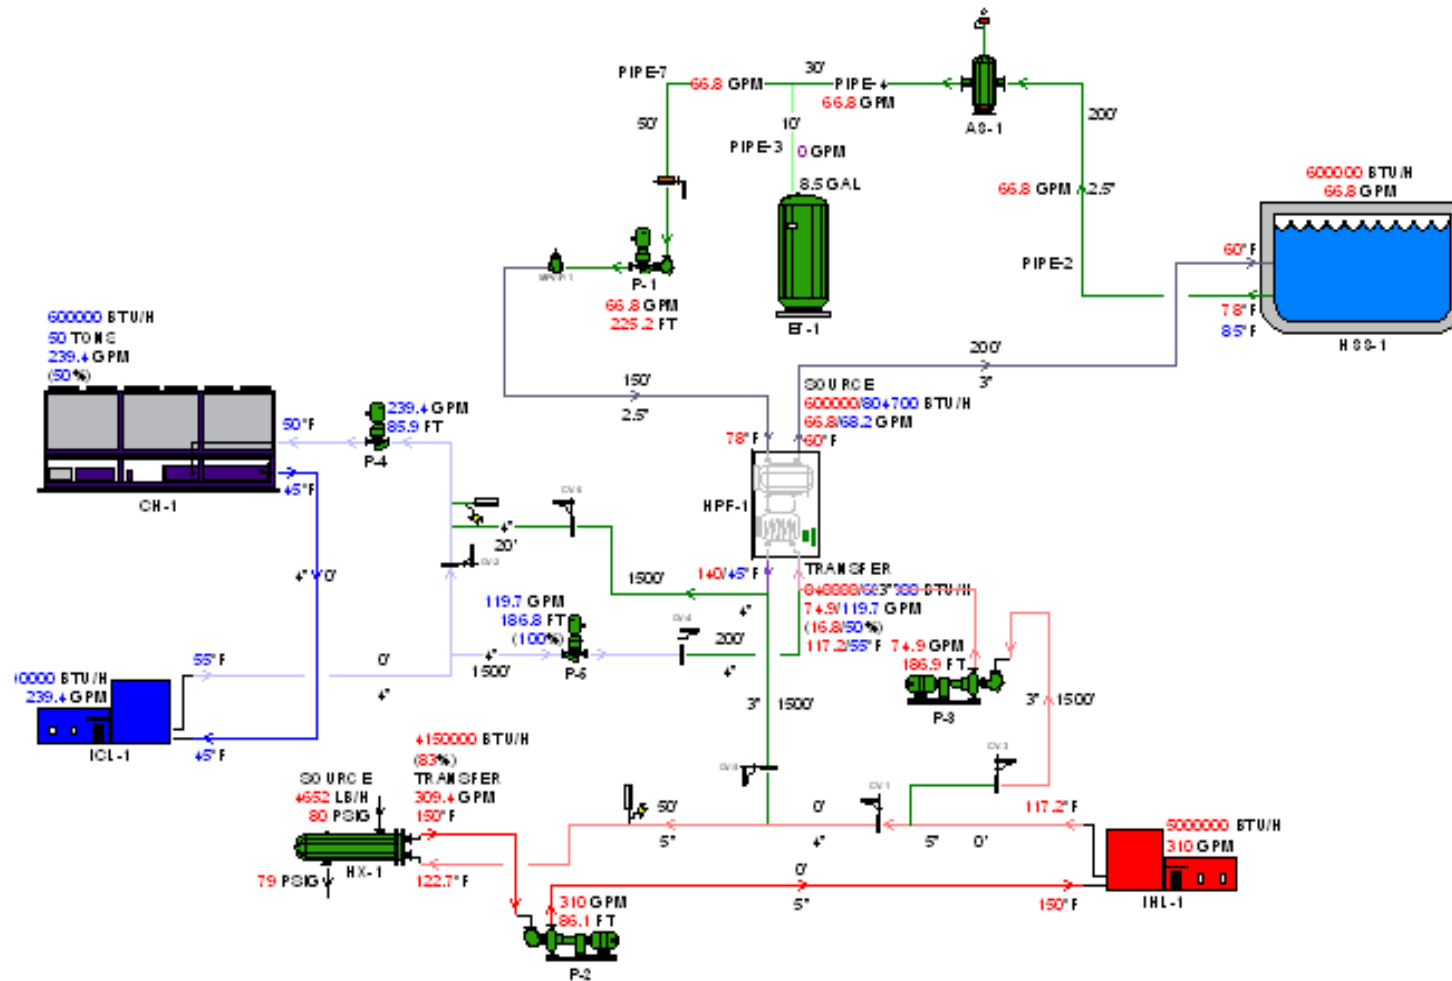 30'
PIPE-7
66.8 GPM
PIPE-4
66.8 GPM
50'
10'
AS-1
200'
PIPE-3
0 GPM
8.5 GAL
66.8 GPM
2.5"
600000 BTU/H
66.8 GPM
60°F
PIPE-2
P-1
66.8 GPM
225.2 FT
ET-1
78°F
85°F
HSS-1
600000 BTU/H
50 TONS
239.4 GPM
(50%)
200'
3"
150'
2.5"
SOURCE
600000/804700 BTU/H
66.8/68.2 GPM
78°F
60°F
239.4 GPM
85.9 FT
50°F
P-4
45°F
CH-1
HPF-1
4"
20'
4"
0'
1500'
140/45°F
4"
TRANSFER
74.9/119.7 GPM
(16.8/50%)
117.2/55°F
119.7 GPM
186.8 FT
(100%)
200'
4"
74.9 GPM
186.9 FT
55°F
0'
4"
4"
1500'
239.4 GPM
3"
1500'
P-3
3"
1500'
45°F
ICL-1
4150000 BTU/H
(83%)
SOURCE
TRANSFER
4652 LB/H
309.4 GPM
80 PSIG
150°F
50'
5"
0'
4"
5"
0'
117.2°F
5000000 BTU/H
310 GPM
HX-1
79 PSIG
122.7°F
0'
5"
150°F
IHL-1
310 GPM
86.1 FT
P-2